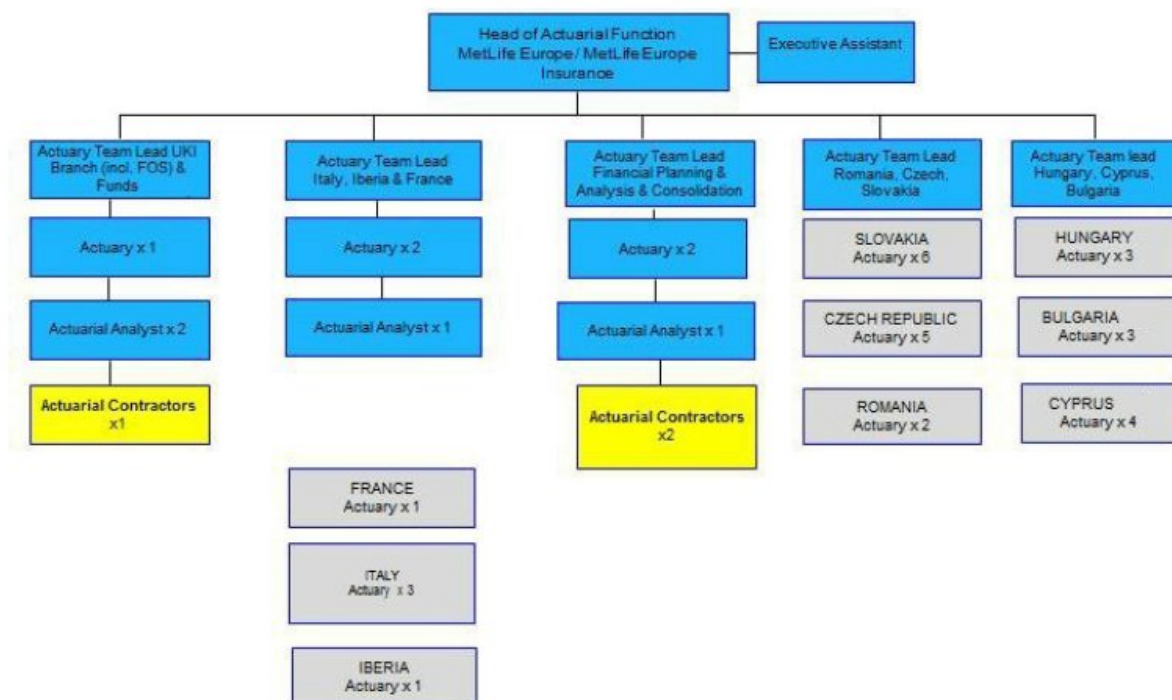 Head of Actuarial Function
MetLife Europe/ MetLife Europe
Insurance
Executive Assistant
Actuary Team Lead UKI
Branch (incl. FOS) &
Funds
Actuary Team Lead
Italy, Iberia & France
Actuary Team Lead
Financial Planning &
Analysis & Consolidation
Actuary Team Lead
Romania, Czech,
Slovakia
Actuary Team lead
Hungary, Cyprus,
Bulgaria
Actuary x 1
Actuary x 2
Actuary x 2
SLOVAKIA
Actuary x 6
HUNGARY
Actuary x 3
Actuarial Analyst x 2
Actuarial Analyst x 1
Actuarial Analyst x 1
CZECH REPUBLIC
Actuary x 5
BULGARIA
Actuary x 3
Actuarial Contractors
x1
Actuarial Contractors
x2
ROMANIA
Actuary x 2
CYPRUS
Actuary x 4
FRANCE
Actuary x 1
ITALY
Actuary x 3
IBERIA
Actuary x 1